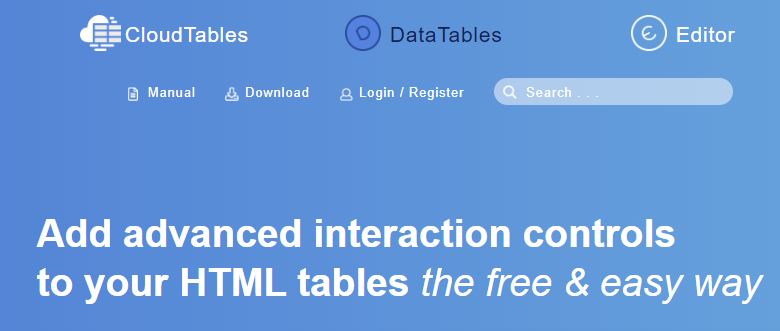 CloudTables DataTables Editor
Manual Download Login / Register Search . . .
Add advanced interaction controls
to your HTML tables the free & easy way